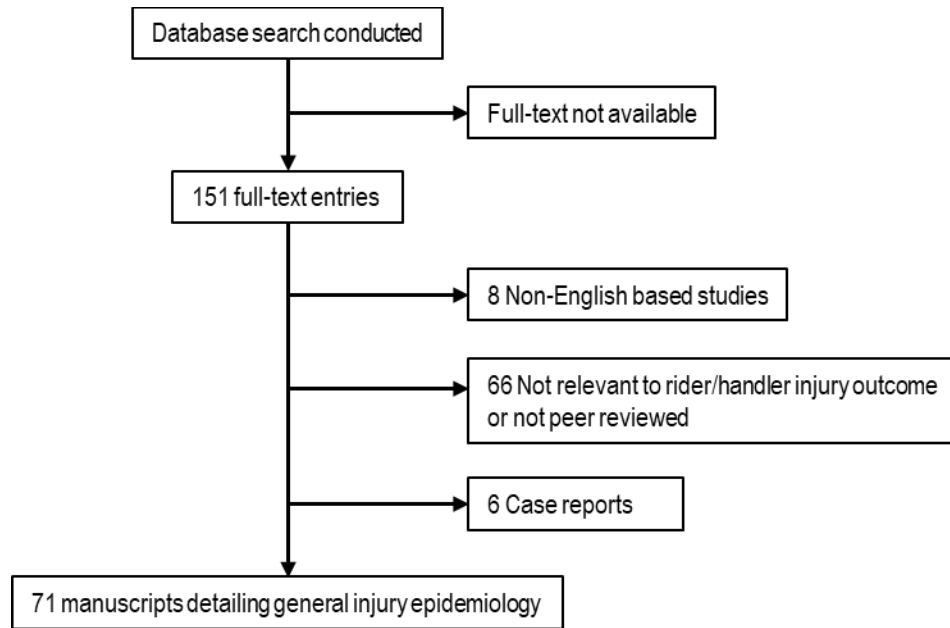 Database search conducted
Full-text not available
151 full-text entries
8 Non-English based studies
66 Not relevant to rider/handler injury outcome
or not peer reviewed
6 Case reports
71 manuscripts detailing general injury epidemiology